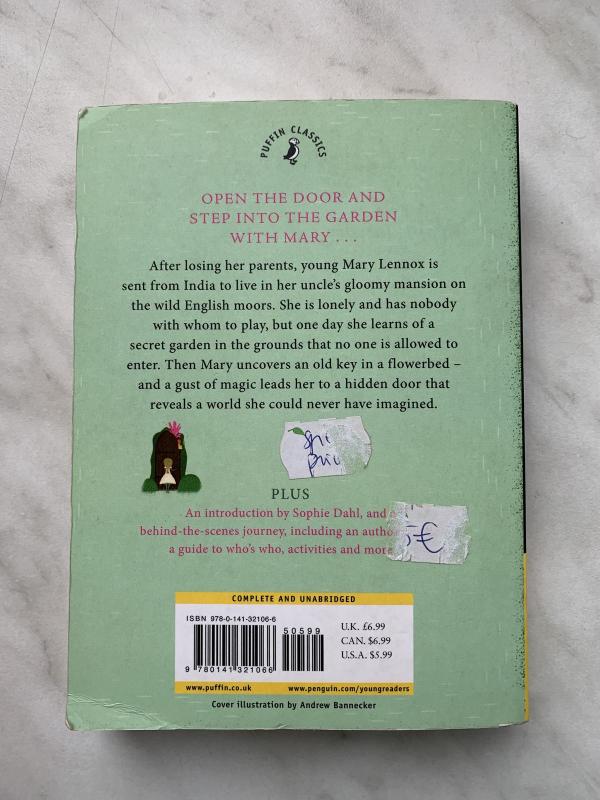 PUFFIN CLASSICS
OPEN THE DOOR AND
STEP INTO THE GARDEN
WITH MARY . . .
After losing her parents, young Mary Lennox is
sent from India to live in her uncle's gloomy mansion on
the wild English moors. She is lonely and has nobody
with whom to play, but one day she learns of a
secret garden in the grounds that no one is allowed to
enter. Then Mary uncovers an old key in a flowerbed –
and a gust of magic leads her to a hidden door that
reveals a world she could never have imagined.
PLUS
An introduction by Sophie Dahl, and
behind-the-scenes journey, including an
5€
a guide to who's who, activities and more
COMPLETE AND UNABRIDGED
ISBN 978-0-141-32106-6
50599
9 780141 321066
U.K. £6.99
CAN. $6.99
U.S.A. $5.99
www.puffin.co.uk www.penguin.com/youngreaders
Cover illustration by Andrew Bannecker